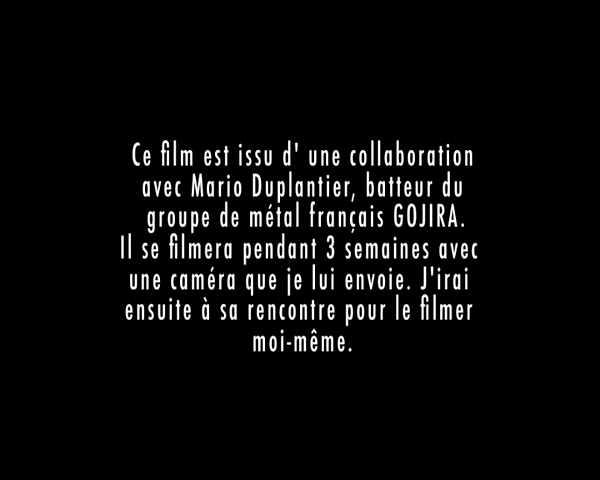 Ce film est issu d' une collaboration
avec Mario Duplantier, batteur du
groupe de métal français GOJIRA.
Il se filmera pendant 3 semaines avec
une caméra que je lui envoie. J'irai
ensuite à sa rencontre pour le filmer
moi-même.